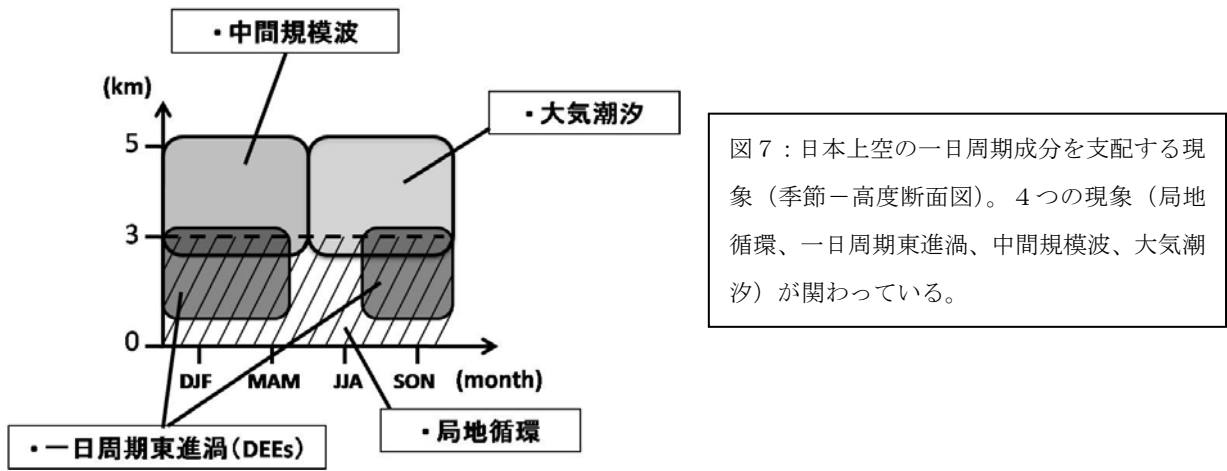 ・中間規模波
(km)
・大気潮汐
5
3
0
DJF MAM JJA SON (month)
・一日周期東進渦(DEEs)
・局地循環
図７：日本上空の一日周期成分を支配する現
象（季節－高度断面図）。４つの現象（局地
循環、一日周期東進渦、中間規模波、大気潮
汐）が関わっている。